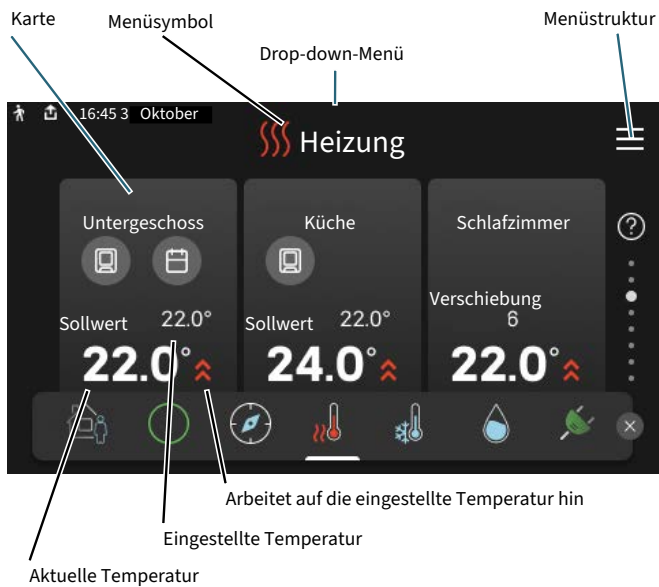 Karte
Menüsymbol
Menüstruktur
Drop-down-Menü
16:45 3 Oktober
Heizung
Untergeschoss
Küche
Schlafzimmer
?
Sollwert 22.0°
Sollwert 22.0°
Verschiebung
6
22.0°
24.0°
22.0°
Arbeitet auf die eingestellte Temperatur hin
Eingestellte Temperatur
Aktuelle Temperatur